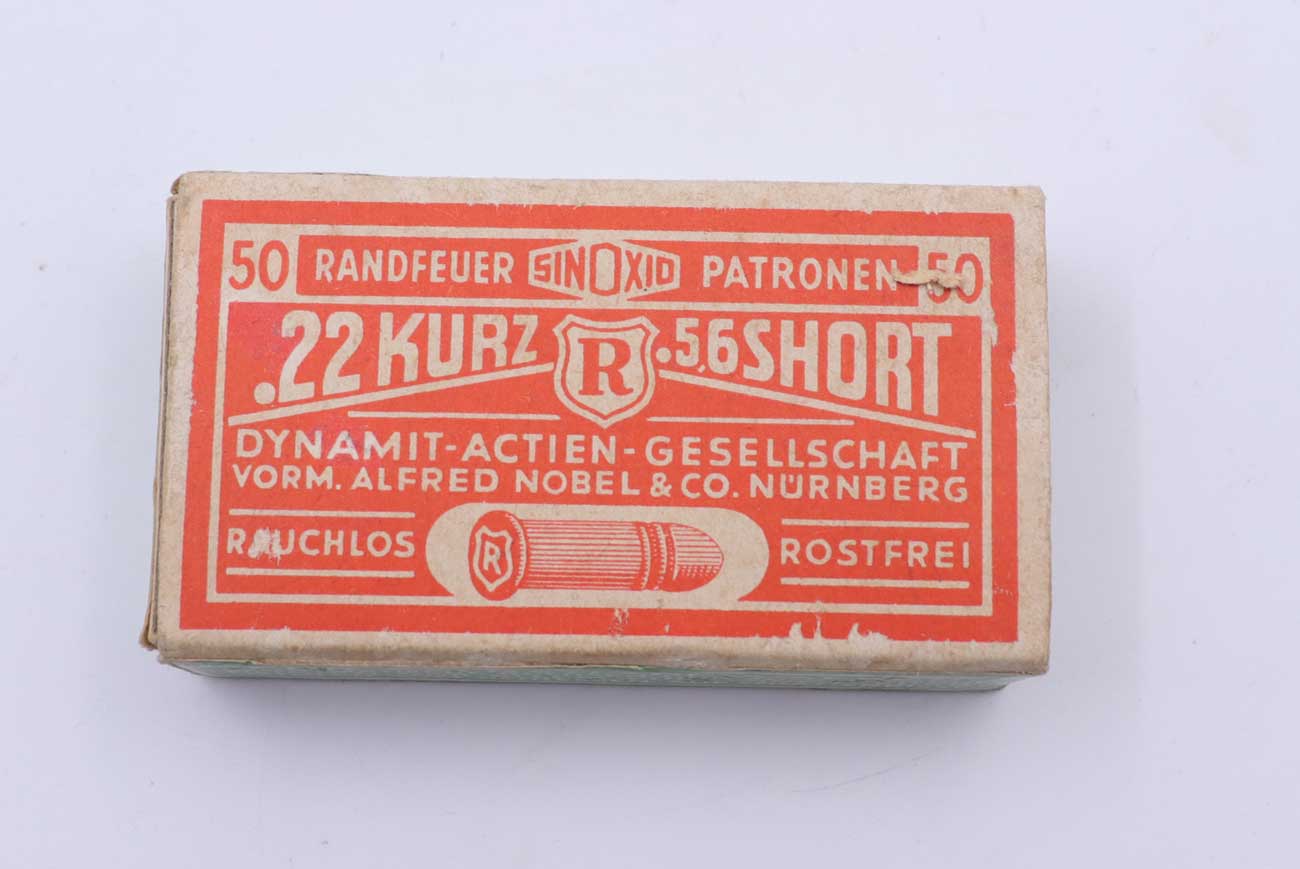 50 RANDFEUER SINOXID PATRONEN 50
.22 KURZ R .5,6 SHORT
DYNAMIT-ACTIEN-GESELLSCHAFT
VORM. ALFRED NOBEL & CO. NÜRNBERG
RAUCHLOS R ROSTFREI